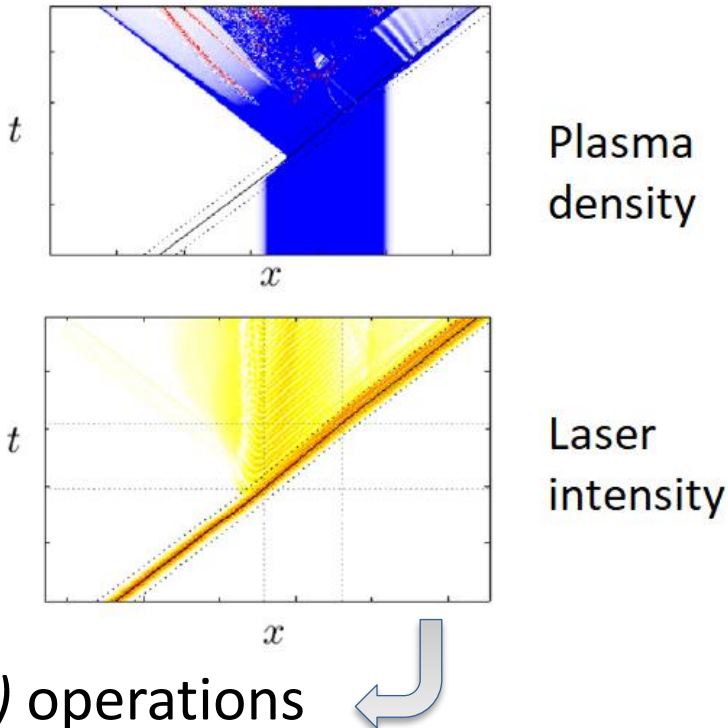 t
Plasma
density
x
t
Laser
intensity
x
) operations